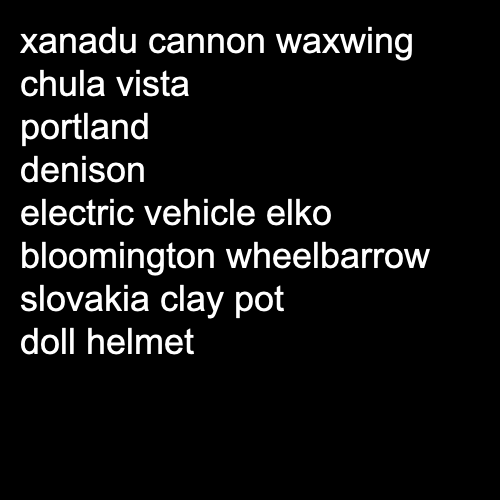 xanadu cannon waxwing
chula vista
portland
denison
electric vehicle elko
bloomington wheelbarrow
slovakia clay pot
doll helmet